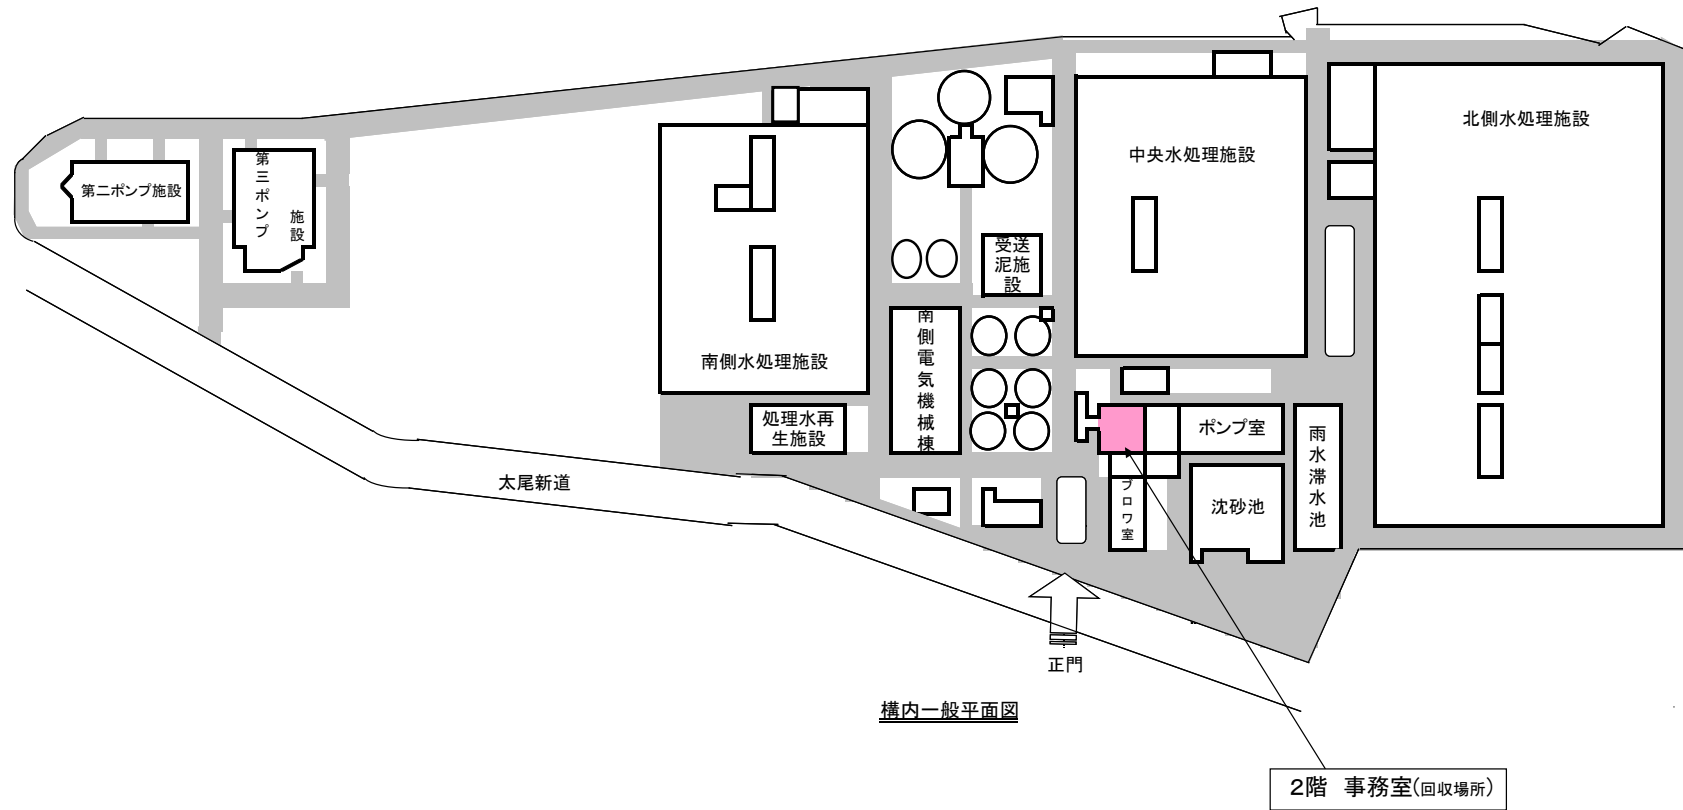 北側水処理施設
中央水処理施設
第二ポンプ施設
第三ポンプ
施設
受送
泥施
設
南側電気機械棟
南側水処理施設
処理水再
生施設
ポンプ室
雨水滞水池
ブロワ室
沈砂池
太尾新道
正門
構内一般平面図
2階 事務室(回収場所)